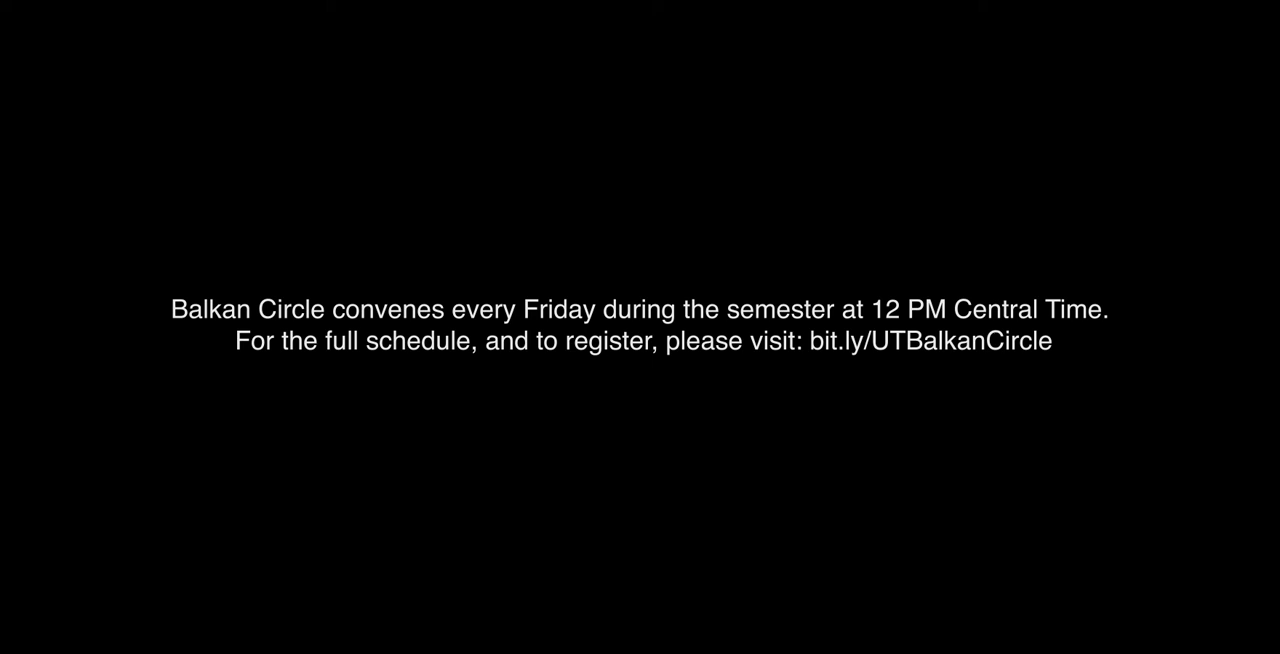 Balkan Circle convenes every Friday during the semester at 12 PM Central Time.
For the full schedule, and to register, please visit: bit.ly/UTBalkanCircle